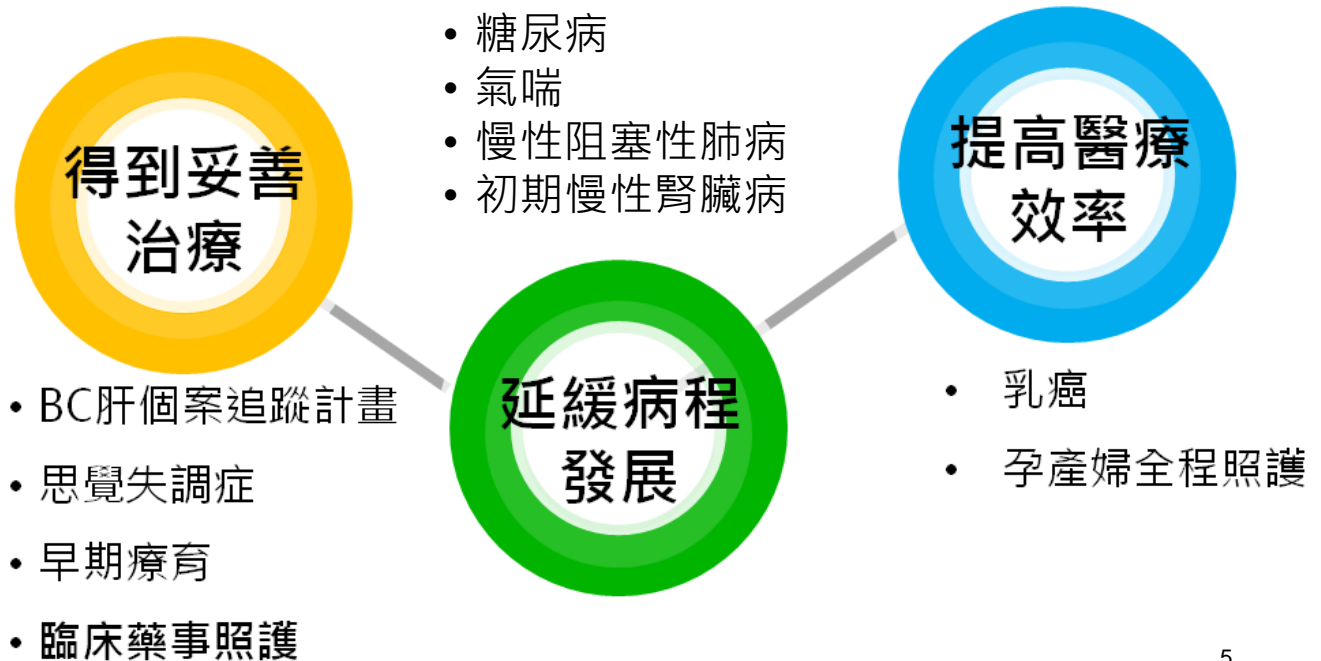 得到妥善
治療
• BC肝個案追蹤計畫
• 思覺失調症
• 早期療育
• 臨床藥事照護
• 糖尿病
• 氣喘
• 慢性阻塞性肺病
• 初期慢性腎臟病
延緩病程
發展
提高醫療
效率
• 乳癌
• 孕產婦全程照護
5